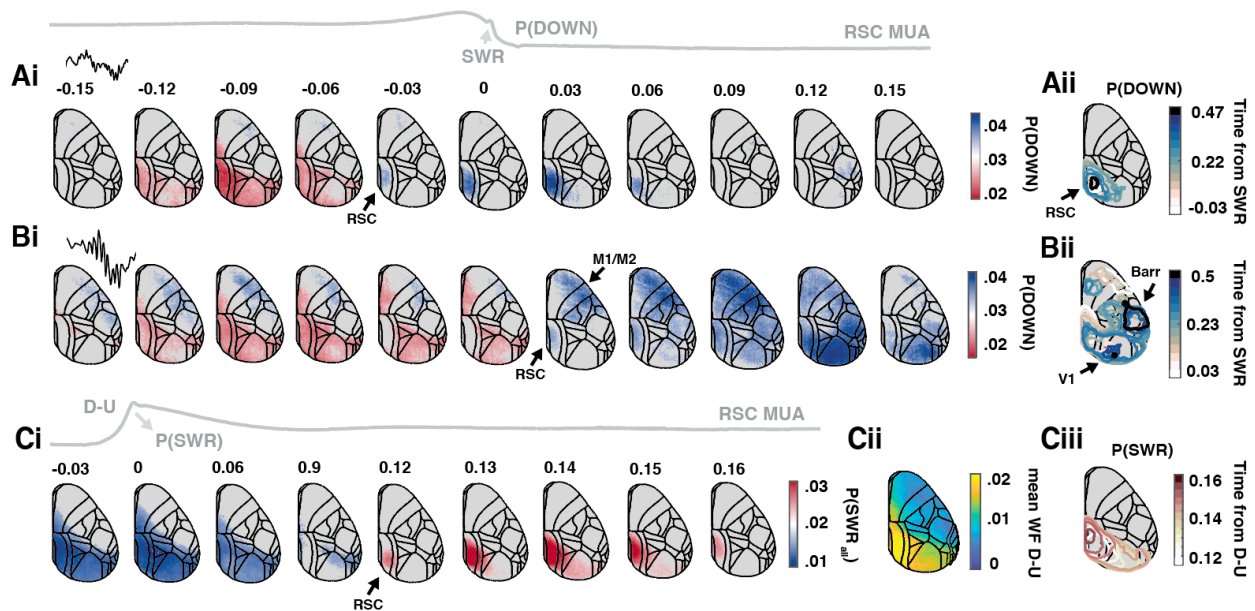 P(DOWN)
SWR
RSC MUA
Ai
-0.15 -0.12 -0.09 -0.06 -0.03 0 0.03 0.06 0.09 0.12 0.15
RSC
.04
.03
.02
P(DOWN)
Aii
P(DOWN)
0.47
0.22
-0.03
Time from SWR
RSC
Bi
M1/M2
RSC
.04
.03
.02
P(DOWN)
Bii
Barr
V1
0.5
0.23
0.03
Time from SWR
D-U
P(SWR)
RSC MUA
Ci
-0.03 0 0.06 0.9 0.12 0.13 0.14 0.15 0.16
RSC
.03
.02
.01
P(SWR all)
Cii
.02
.01
0
mean WF D-U
Ciii
P(SWR)
0.16
0.14
0.12
Time from D-U